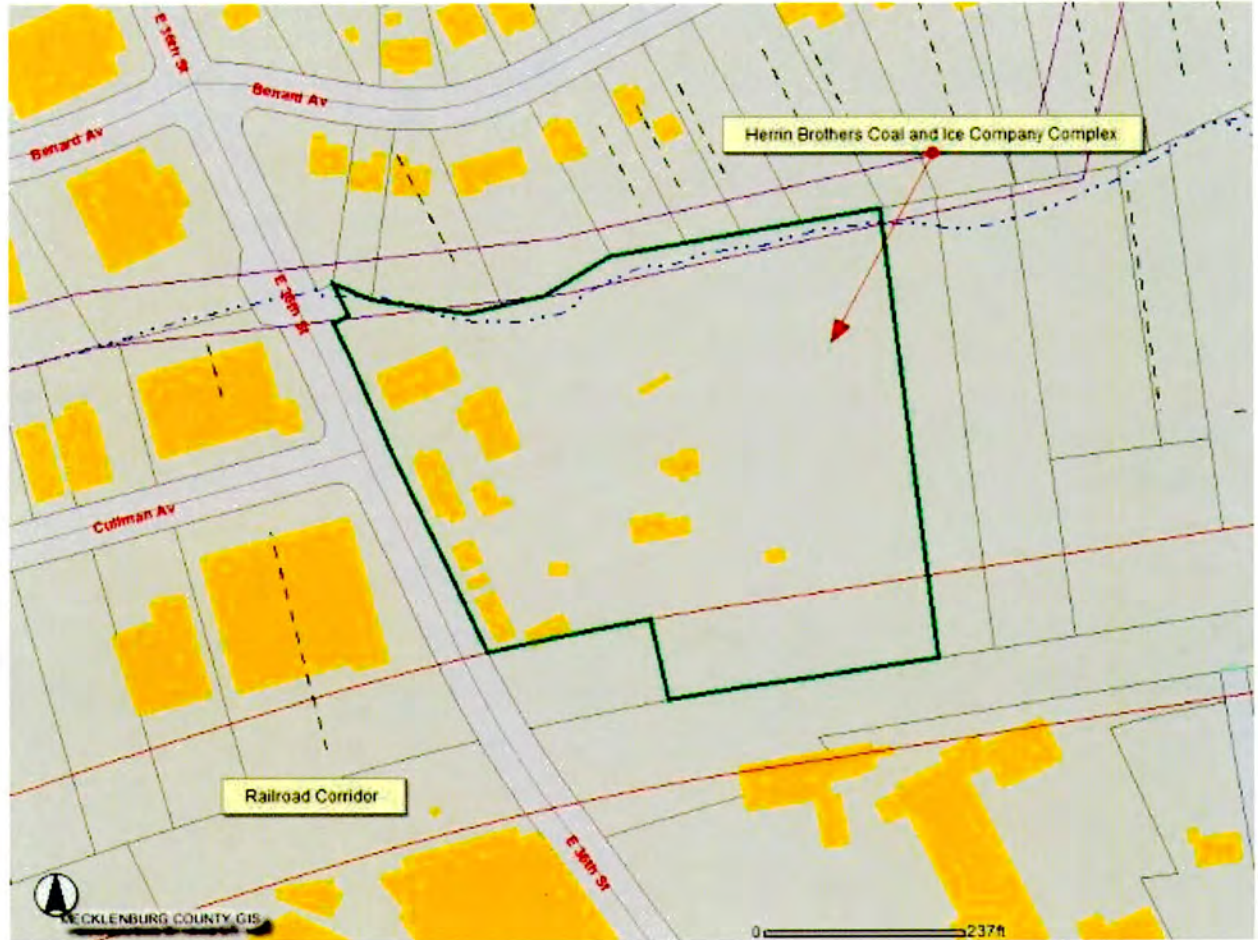 E 36th St
Benard Av
Benard Av
Herrin Brothers Coal and Ice Company Complex
E 36th St
Cullman Av
Railroad Corridor
E 36th St
MECKLENBURG COUNTY GIS
0 237ft